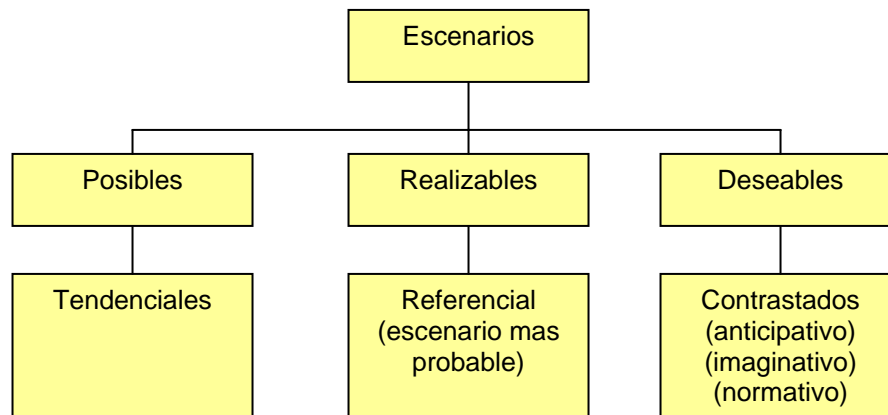 Escenarios
Posibles
Realizables
Deseables
Tendenciales
Referencial
(escenario mas
probable)
Contrastados
(anticipativo)
(imaginativo)
(normativo)